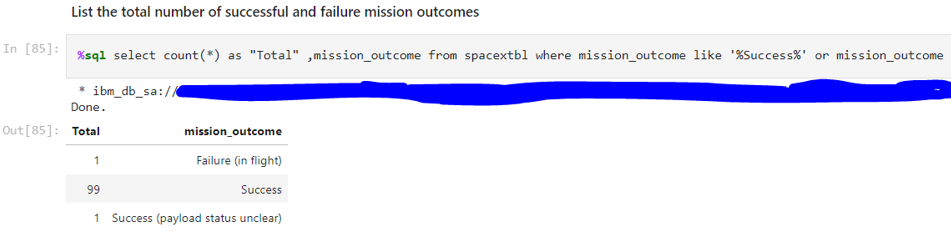 List the total number of successful and failure mission outcomes
In [85]: %sql select count(*) as "Total" ,mission_outcome from spacextbl where mission_outcome like '%Success%' or mission_outcome
* ibm_db_sa://
Done.
Out[85]: Total mission_outcome
1 Failure (in flight)
99 Success
1 Success (payload status unclear)